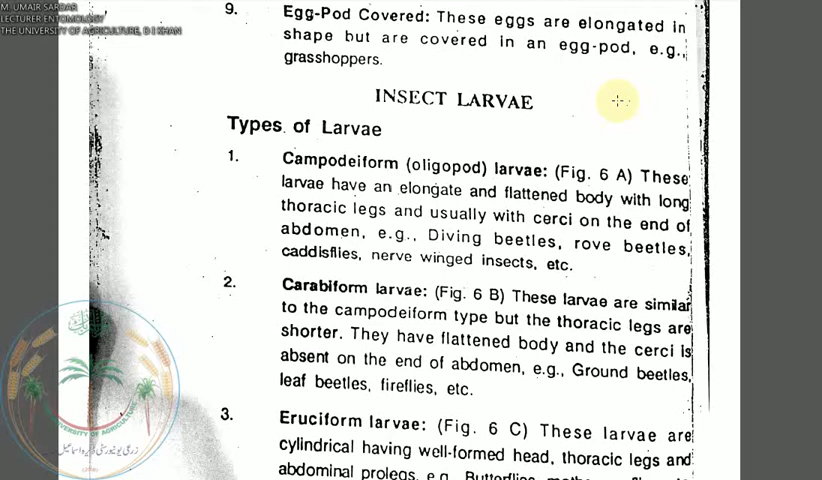 M. UMAIR SARDAR
LECTURER ENTOMOLOGY
THE UNIVERSITY OF AGRICULTURE, D I KHAN
9. Egg-Pod Covered: These eggs are elongated in
shape but are covered in an egg-pod, e.g.,
grasshoppers.
INSECT LARVAE
Types of Larvae
1. Campodeiform (oligopod) larvae: (Fig. 6 A) These
larvae have an elongate and flattened body with long
thoracic legs and usually with cerci on the end of
abdomen, e.g., Diving beetles, rove beetles,
caddisflies, nerve winged insects, etc.
2. Carabiform larvae: (Fig. 6 B) These larvae are similar
to the campodeiform type but the thoracic legs are
shorter. They have flattened body and the cerci is
absent on the end of abdomen, e.g., Ground beetles,
leaf beetles, fireflies, etc.
3. Eruciform larvae: (Fig. 6 C) These larvae are
cylindrical having well-formed head, thoracic legs and
abdominal prolegs, e.g.
UNIVERSITY OF AGRICULTURE